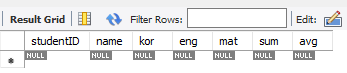 Result Grid Filter Rows: Edit:
studentID name kor eng mat sum avg
NULL NULL NULL NULL NULL NULL NULL